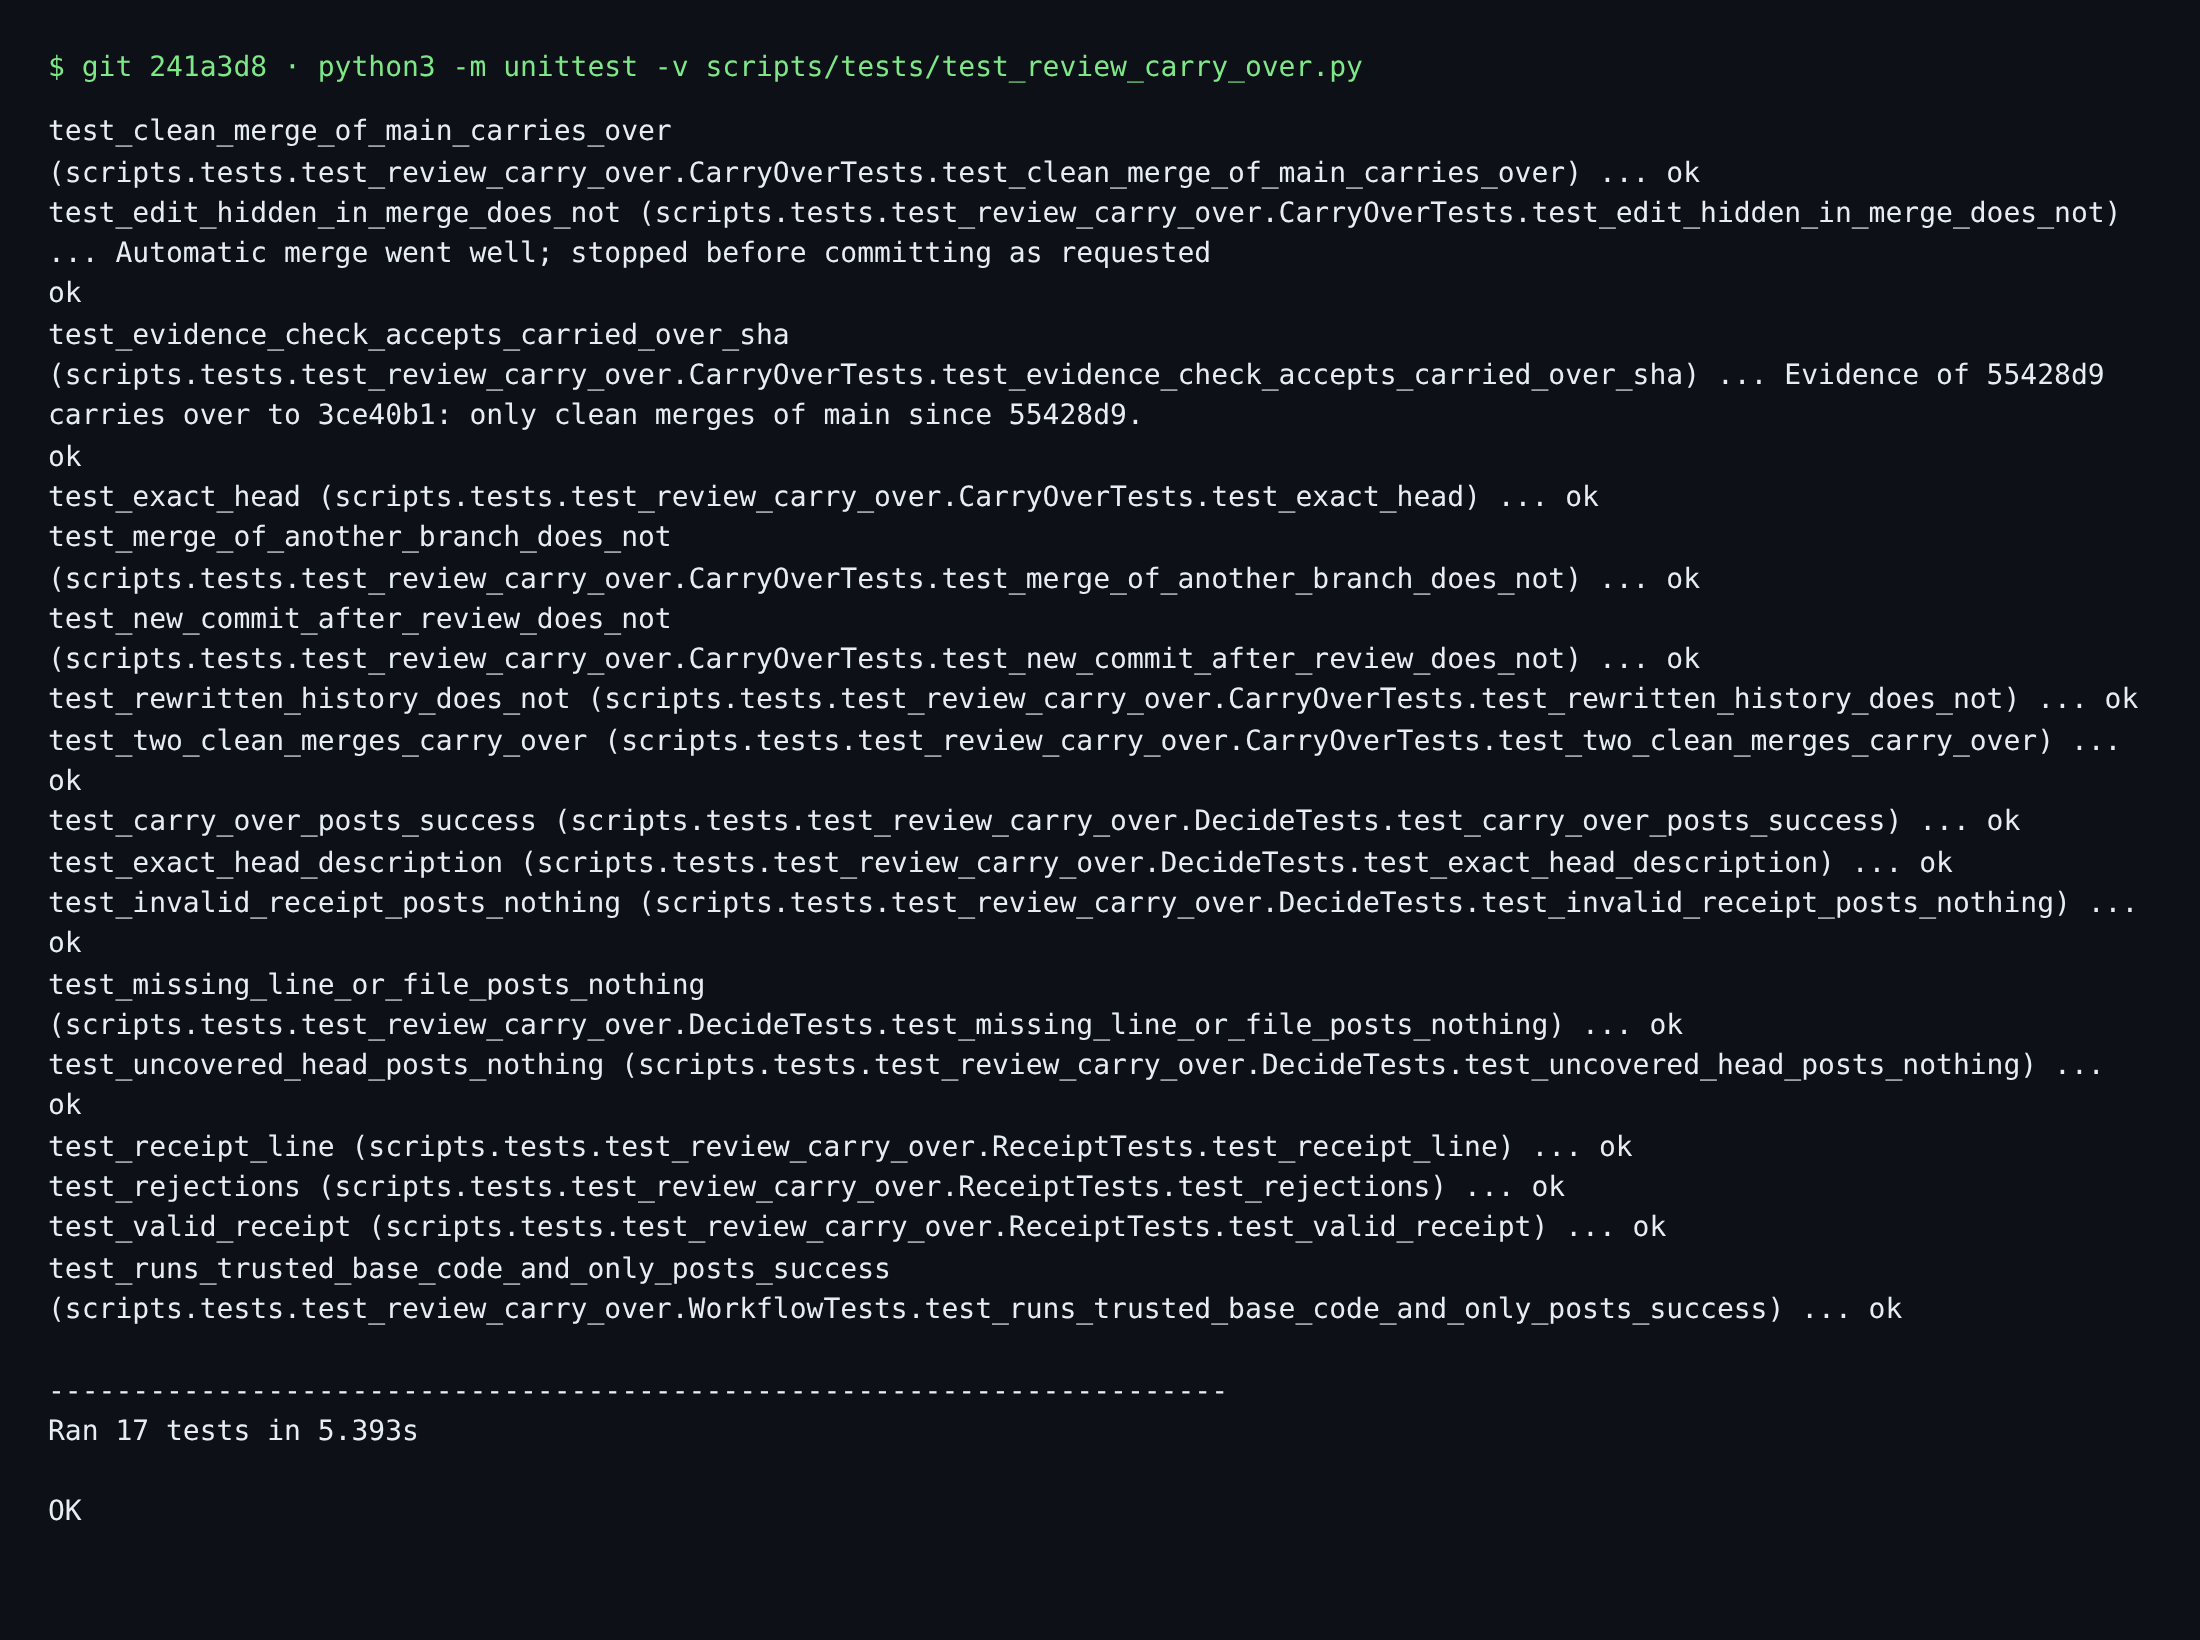 $ git 241a3d8 · python3 -m unittest -v scripts/tests/test_review_carry_over.py
test_clean_merge_of_main_carries_over
(scripts.tests.test_review_carry_over.CarryOverTests.test_clean_merge_of_main_carries_over) ... ok
test_edit_hidden_in_merge_does_not (scripts.tests.test_review_carry_over.CarryOverTests.test_edit_hidden_in_merge_does_not)
... Automatic merge went well; stopped before committing as requested
ok
test_evidence_check_accepts_carried_over_sha
(scripts.tests.test_review_carry_over.CarryOverTests.test_evidence_check_accepts_carried_over_sha) ... Evidence of 55428d9
carries over to 3ce40b1: only clean merges of main since 55428d9.
ok
test_exact_head (scripts.tests.test_review_carry_over.CarryOverTests.test_exact_head) ... ok
test_merge_of_another_branch_does_not
(scripts.tests.test_review_carry_over.CarryOverTests.test_merge_of_another_branch_does_not) ... ok
test_new_commit_after_review_does_not
(scripts.tests.test_review_carry_over.CarryOverTests.test_new_commit_after_review_does_not) ... ok
test_rewritten_history_does_not (scripts.tests.test_review_carry_over.CarryOverTests.test_rewritten_history_does_not) ... ok
test_two_clean_merges_carry_over (scripts.tests.test_review_carry_over.CarryOverTests.test_two_clean_merges_carry_over) ...
ok
test_carry_over_posts_success (scripts.tests.test_review_carry_over.DecideTests.test_carry_over_posts_success) ... ok
test_exact_head_description (scripts.tests.test_review_carry_over.DecideTests.test_exact_head_description) ... ok
test_invalid_receipt_posts_nothing (scripts.tests.test_review_carry_over.DecideTests.test_invalid_receipt_posts_nothing) ...
ok
test_missing_line_or_file_posts_nothing
(scripts.tests.test_review_carry_over.DecideTests.test_missing_line_or_file_posts_nothing) ... ok
test_uncovered_head_posts_nothing (scripts.tests.test_review_carry_over.DecideTests.test_uncovered_head_posts_nothing) ...
ok
test_receipt_line (scripts.tests.test_review_carry_over.ReceiptTests.test_receipt_line) ... ok
test_rejections (scripts.tests.test_review_carry_over.ReceiptTests.test_rejections) ... ok
test_valid_receipt (scripts.tests.test_review_carry_over.ReceiptTests.test_valid_receipt) ... ok
test_runs_trusted_base_code_and_only_posts_success
(scripts.tests.test_review_carry_over.WorkflowTests.test_runs_trusted_base_code_and_only_posts_success) ... ok
----------------------------------------------------------------------
Ran 17 tests in 5.393s
OK